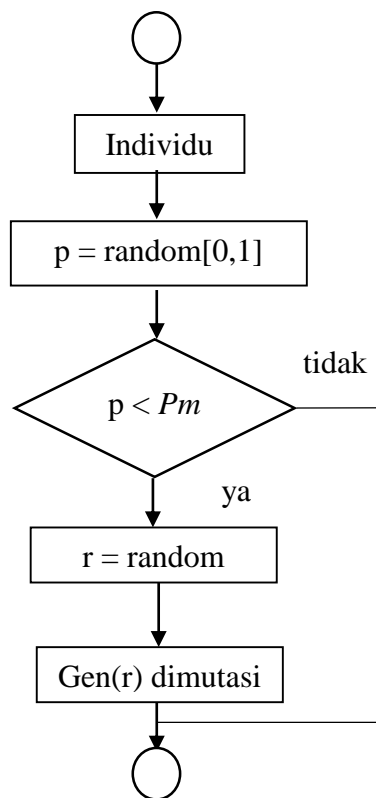 Individu
p = random[0,1]
tidak
p < Pm
ya
r = random
Gen(r) dimutasi